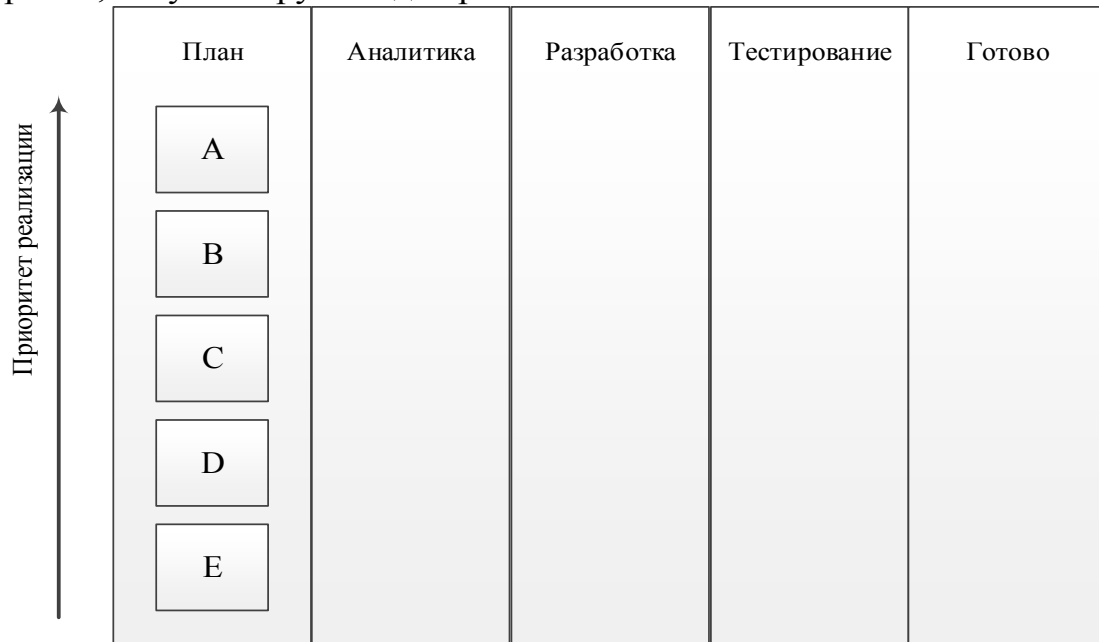 План Аналитика Разработка Тестирование Готово
Приоритет реализации
A
B
C
D
E